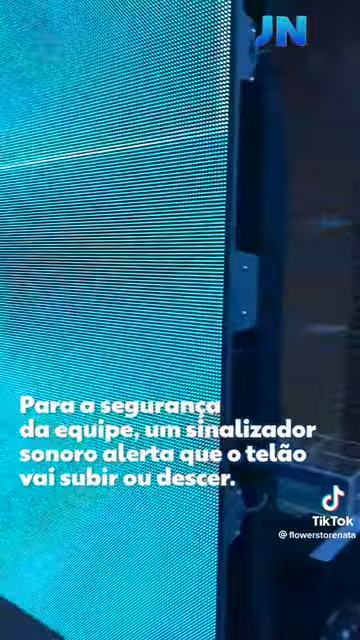 JN
Para a segurança
da equipe, um sinalizador
sonoro alerta que o telão
vai subir ou descer.
TikTok
@flowerstorenata